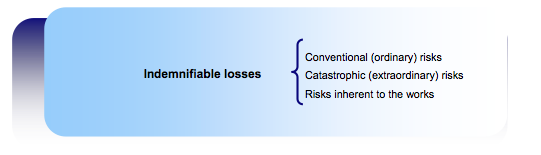 Indemnifiable losses
Conventional (ordinary) risks
Catastrophic (extraordinary) risks
Risks inherent to the works